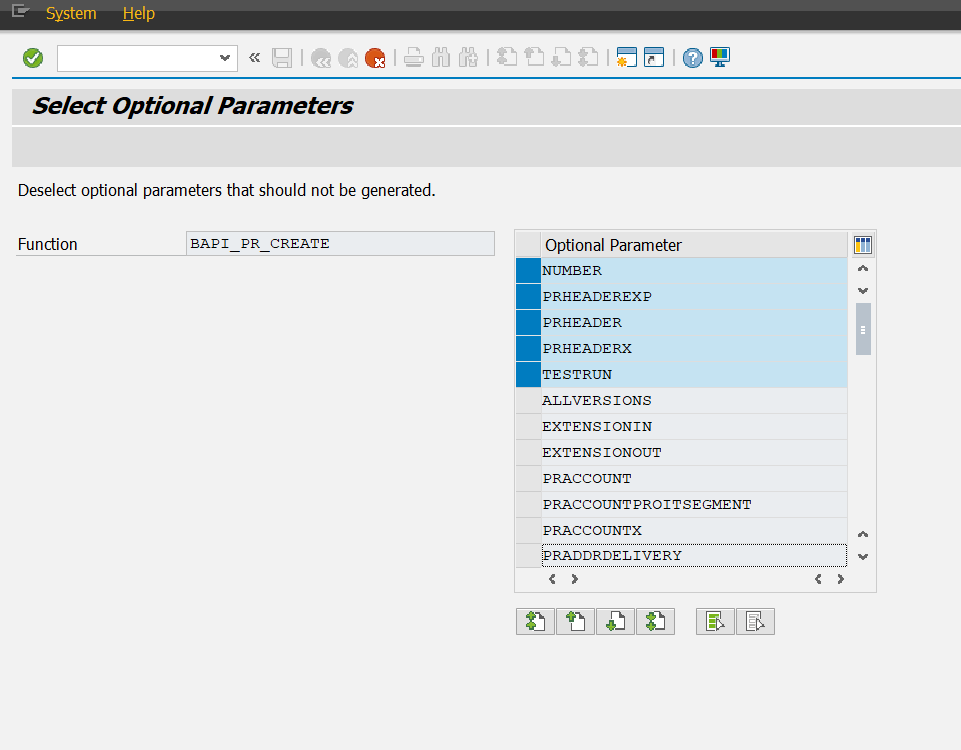 System Help
Select Optional Parameters
Deselect optional parameters that should not be generated.
Function BAPI_PR_CREATE
Optional Parameter
NUMBER
PRHEADEREXP
PRHEADER
PRHEADERX
TESTRUN
ALLVERSIONS
EXTENSIONIN
EXTENSIONOUT
PRACCOUNT
PRACCOUNTPROITSEGMENT
PRACCOUNTX
PRADDRDELIVERY